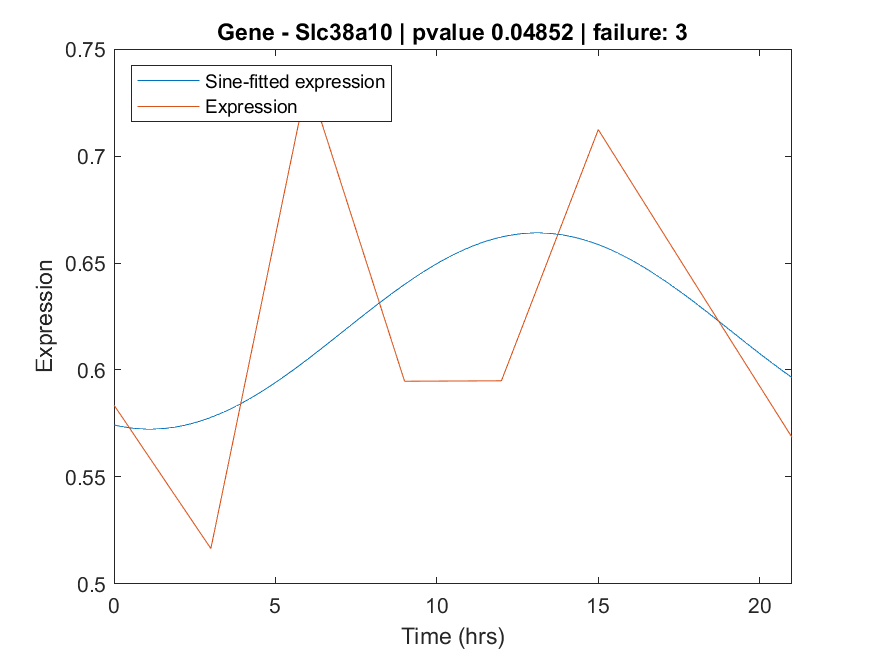 Gene - Slc38a10 | pvalue 0.04852 | failure: 3
Sine-fitted expression
Expression
0.75
0.7
0.65
0.6
0.55
0.5
Expression
0 5 10 15 20
Time (hrs)